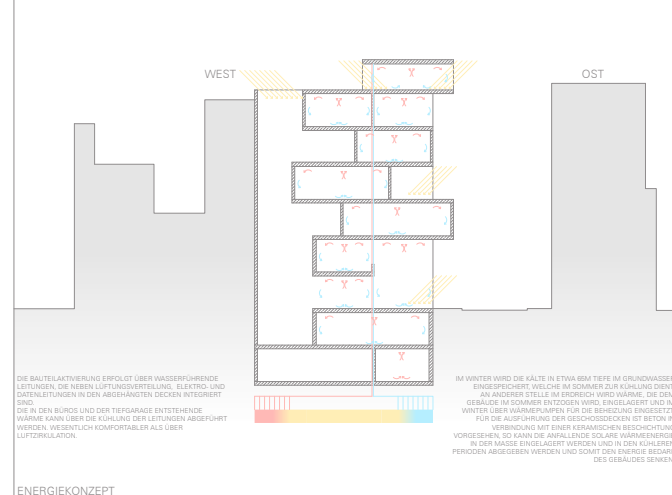 WEST
OST
DIE BAUTEILAKTIVIERUNG ERFOLGT ÜBER WASSERFÜHRENDE
LEITUNGEN, DIE NEBEN LÜFTUNGSVERTEILUNG, ELEKTRO- UND
DATENLEITUNGEN IN DEN ABGEHÄNGTEN DECKEN INTEGRIERT
SIND.
DIE IN DEN BÜROS UND DER TIEFGARAGE ENTSTEHENDE
WÄRME KANN ÜBER DIE KÜHLUNG DER LEITUNGEN ABGEFÜHRT
WERDEN. WESENTLICH KOMFORTABLER ALS ÜBER
LUFTZIRKULATION.
IM WINTER WIRD DIE KÄLTE IN ETWA 65M TIEFE IM GRUNDWASSER
EINGESPEICHERT, WELCHE IM SOMMER ZUR KÜHLUNG DIENT
AN ANDERER STELLE IM ERDREICH WIRD WÄRME, DIE DEM
GEBÄUDE IM SOMMER ENTZOGEN WIRD, EINGELAGERT UND IM
WINTER ÜBER WÄRMEPUMPEN FÜR DIE BEHEIZUNG EINGESETZT
FÜR DIE AUSFÜHRUNG DER GESCHOSSDECKEN IST BETON IN
VERBINDUNG MIT EINER KERAMISCHEN BESCHICHTUNG
VORGESEHEN, SO KANN DIE ANFALLENDE SOLARE WÄRMEENERGIE
IN DER MASSE EINGELAGERT WERDEN UND IN DEN KÜHLEREN
PERIODEN ABGEGEBEN WERDEN UND SOMIT DEN ENERGIE BEDARF
DES GEBÄUDES SENKEN
ENERGIEKONZEPT